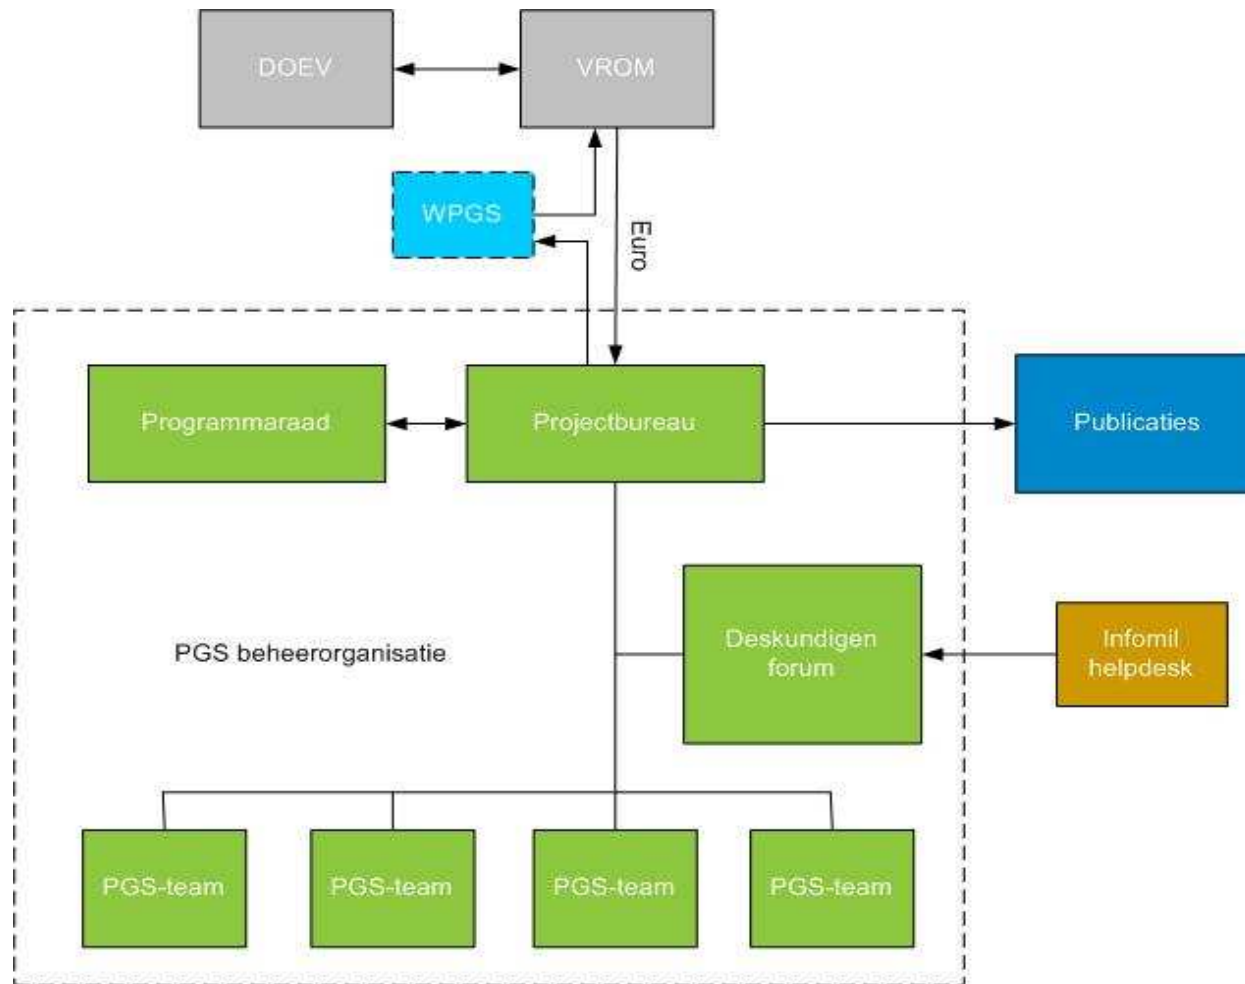 DOEV
VROM
WPGS
Euro
Programmaraad
Projectbureau
Publicaties
PGS beheerorganisatie
Deskundigen
forum
Infomil
helpdesk
PGS-team
PGS-team
PGS-team
PGS-team